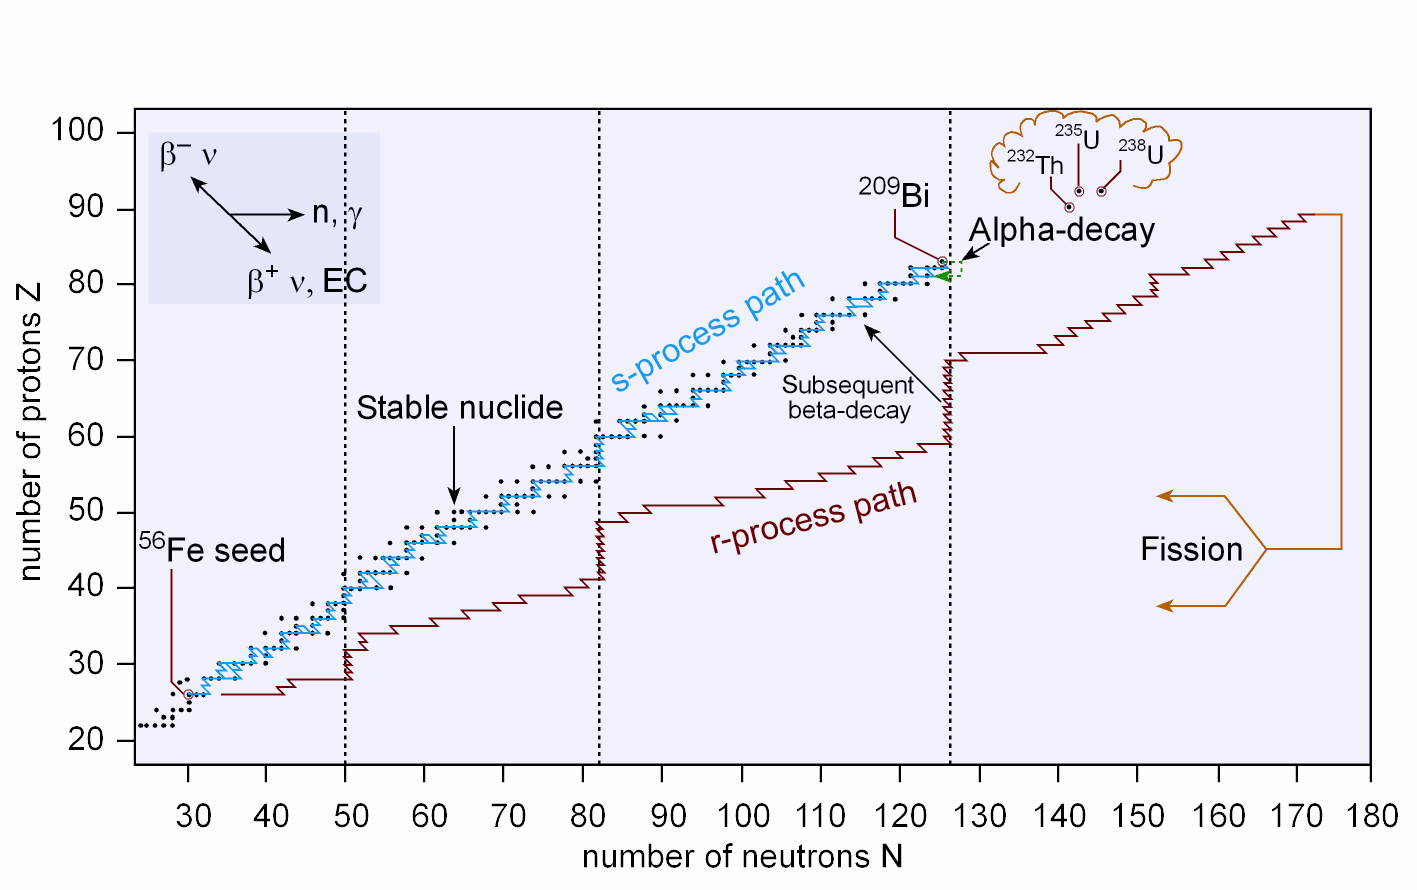 100
90
80
70
60
50
40
30
20
number of protons Z
β⁻ ν
n, γ
β⁺ ν, EC
²³⁵U
²³²Th
²³⁸U
²⁰⁹Bi
Alpha-decay
s-process path
Subsequent
beta-decay
Stable nuclide
r-process path
⁵⁶Fe seed
Fission
30 40 50 60 70 80 90 100 110 120 130 140 150 160 170 180
number of neutrons N